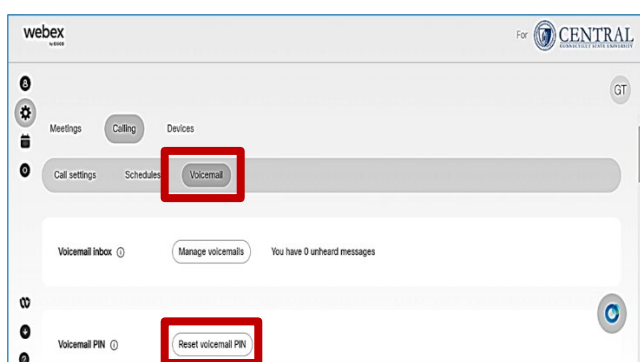 webex
by CISCO
For CENTRAL
CONNECTICUT STATE UNIVERSITY
GT
Meetings Calling Devices
Call settings Schedules Voicemail
Voicemail inbox Manage voicemails You have 0 unheard messages
Voicemail PIN Reset voicemail PIN